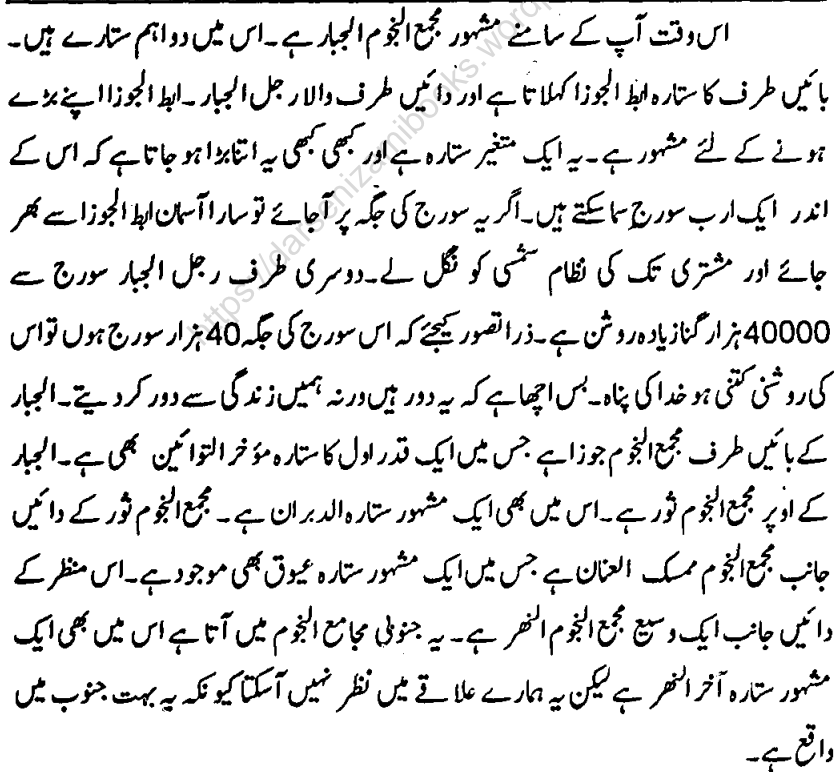 اس وقت آپ کے سامنے مشہور مجمع النجوم الجبار ہے۔ اس میں دو اہم ستارے ہیں۔
بائیں طرف کا ستارہ ابط الجوزا کہلاتا ہے اور دائیں طرف والا رجل الجبار۔ ابط الجوزا اپنے بڑے
ہونے کے لئے مشہور ہے۔ یہ ایک متغیر ستارہ ہے اور کبھی کبھی یہ اتنا بڑا ہو جاتا ہے کہ اس کے
اندر ایک ارب سورج سما سکتے ہیں۔ اگر یہ سورج کی جگہ پر آجائے تو سارا آسمان ابط الجوزا سے بھر
جائے اور مشتری تک کی نظام شمسی کو نگل لے۔ دوسری طرف رجل الجبار سورج سے
40000 ہزار گنا زیادہ روشن ہے۔ ذرا تصور کیجئے کہ اس سورج کی جگہ 40 ہزار سورج ہوں تو اس
کی روشنی کتنی ہو خدا کی پناہ۔ بس اچھا ہے کہ یہ دور ہیں ورنہ ہمیں زندگی سے دور کر دیتے۔ الجبار
کے بائیں طرف مجمع النجوم جوزا ہے جس میں ایک قدر اول کا ستارہ مؤخر التوائین بھی ہے۔ الجبار
کے اوپر مجمع النجوم ثور ہے۔ اس میں بھی ایک مشہور ستارہ الدبران ہے۔ مجمع النجوم ثور کے دائیں
جانب مجمع النجوم ممسک العنان ہے جس میں ایک مشہور ستارہ عیوق بھی موجود ہے۔ اس منظر کے
دائیں جانب ایک وسیع مجمع النجوم النھر ہے۔ یہ جنوبی مجامع النجوم میں آتا ہے اس میں بھی ایک
مشہور ستارہ آخر النھر ہے لیکن یہ ہمارے علاقے میں نظر نہیں آسکتا کیونکہ یہ بہت جنوب میں
واقع ہے۔